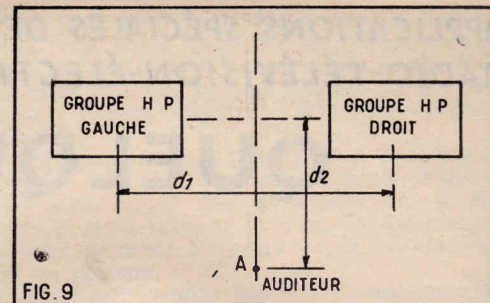 GROUPE H P
GAUCHE
GROUPE H P
DROIT
d1
d2
A
AUDITEUR
FIG. 9